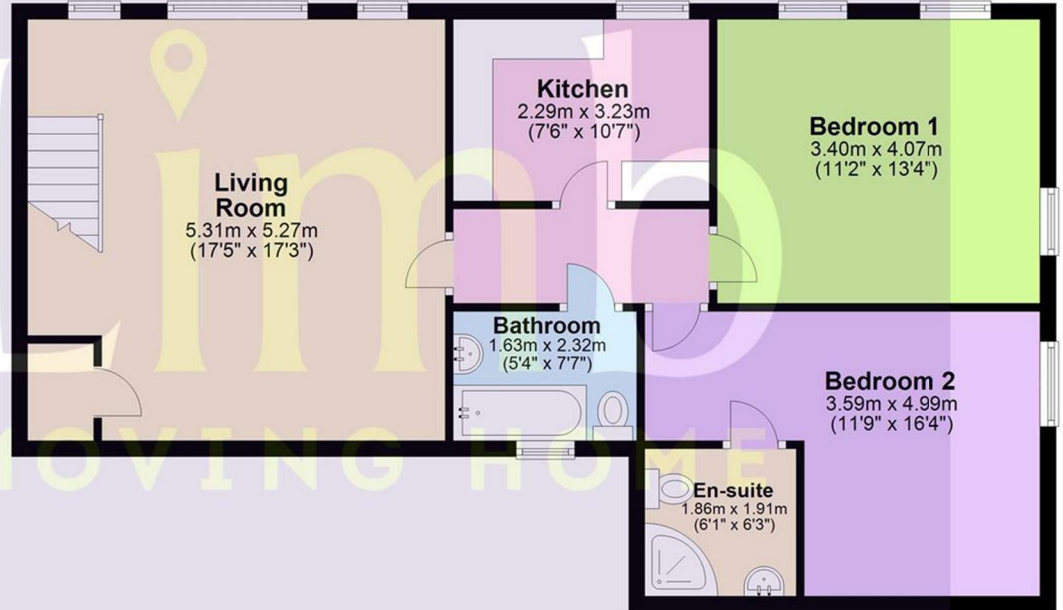 Living
Room
5.31m x 5.27m
(17'5" x 17'3")
Kitchen
2.29m x 3.23m
(7'6" x 10'7")
Bedroom 1
3.40m x 4.07m
(11'2" x 13'4")
Bathroom
1.63m x 2.32m
(5'4" x 7'7")
Bedroom 2
3.59m x 4.99m
(11'9" x 16'4")
En-suite
1.86m x 1.91m
(6'1" x 6'3")
Limb
MOVING HOME